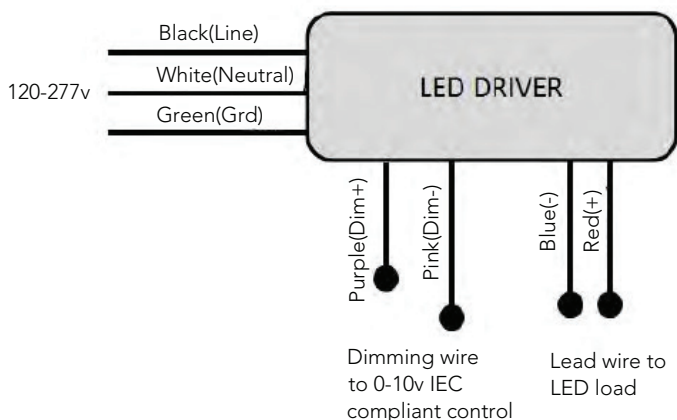 Black(Line)
120-277v
White(Neutral)
Green(Grd)
LED DRIVER
Purple(Dim+)
Pink(Dim-)
Blue(-)
Red(+)
Dimming wire
to 0-10v IEC
compliant control
Lead wire to
LED load